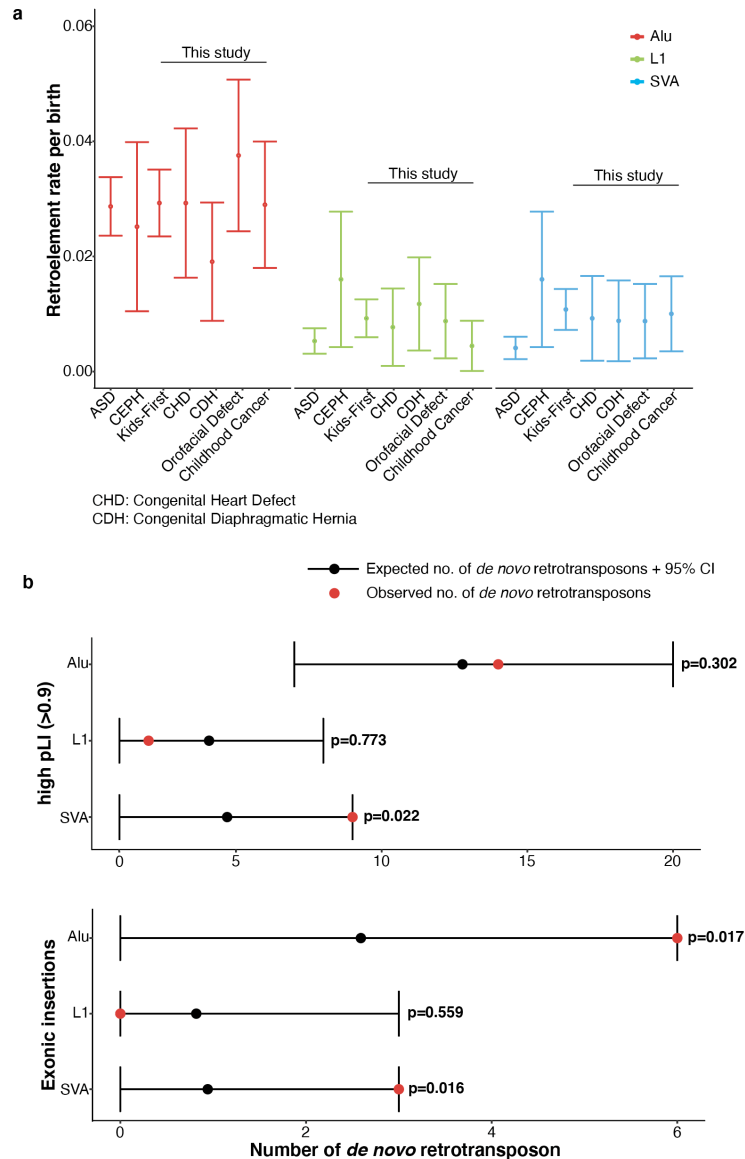 a
0.06
0.04
0.02
0.00
Retroelement rate per birth
This study
This study
This study
Alu
L1
SVA
ASD
CEPH
Kids-First
CHD
CDH
Orofacial Defect
Childhood Cancer
ASD
CEPH
Kids-First
CHD
CDH
Orofacial Defect
Childhood Cancer
ASD
CEPH
Kids-First
CHD
CDH
Orofacial Defect
Childhood Cancer
CHD: Congenital Heart Defect
CDH: Congenital Diaphragmatic Hernia
b
Expected no. of de novo retrotransposons + 95% CI
Observed no. of de novo retrotransposons
high pLI (>0.9)
Alu
p=0.302
L1
p=0.773
SVA
p=0.022
0 5 10 15 20
Exonic insertions
Alu
p=0.017
L1
p=0.559
SVA
p=0.016
0 2 4 6
Number of de novo retrotransposon